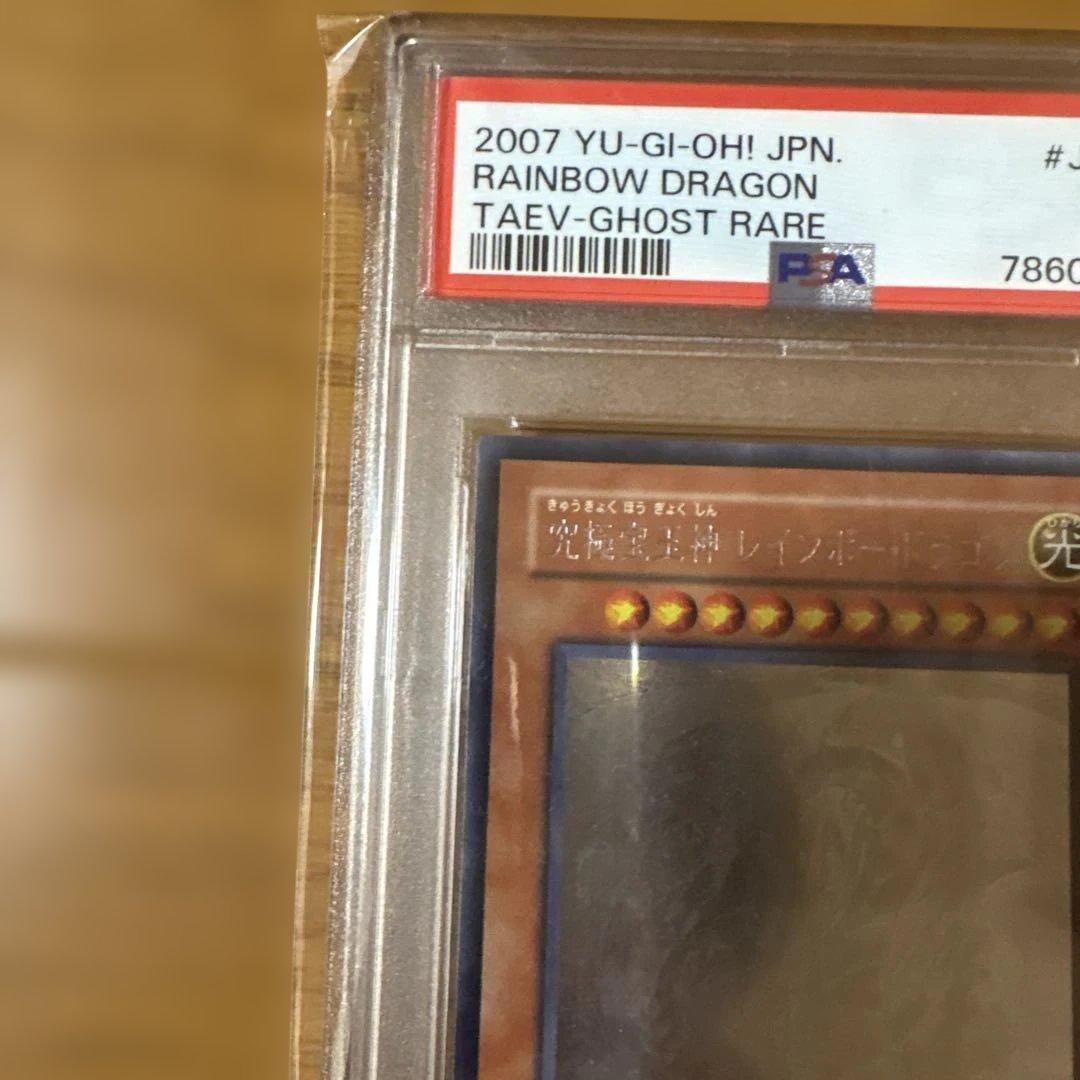 2007 YU-GI-OH! JPN. #J
RAINBOW DRAGON
TAEV-GHOST RARE
PSA 7860
きゅうきょく ほう ぎょく しん
究極宝玉神 レインボー・ドラゴン 光